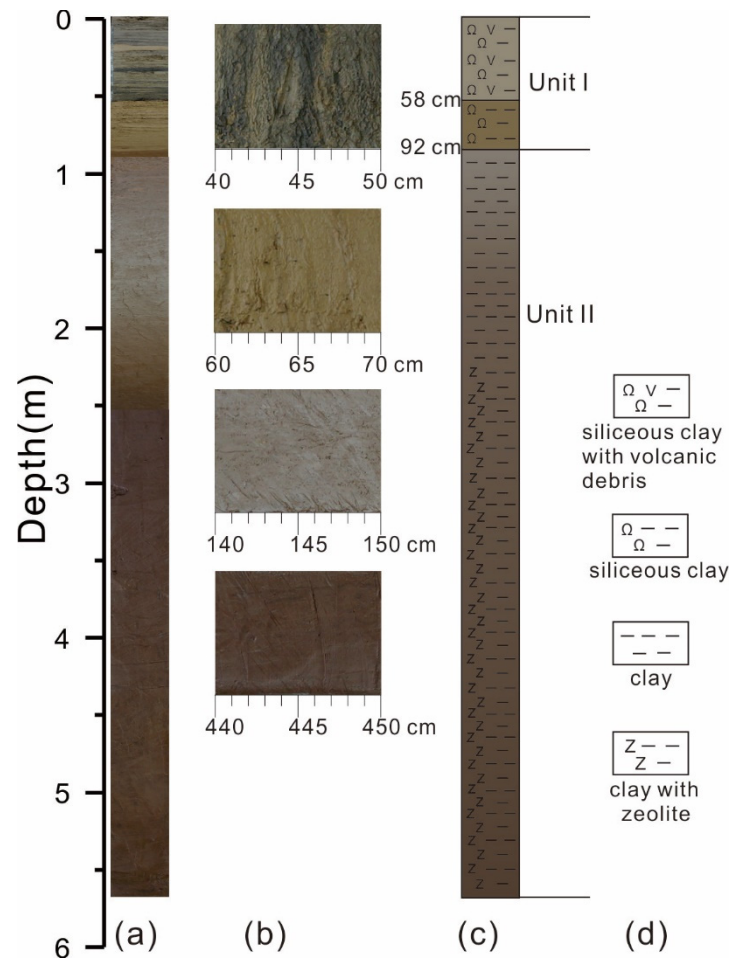 Depth(m)
0
1
2
3
4
5
6
(a)
40 45 50 cm
60 65 70 cm
140 145 150 cm
440 445 450 cm
(b)
Ω V —
Ω —
Ω V —
Ω —
Ω V —
58 cm
Ω — —
Ω —
Ω — —
92 cm
Unit I
Unit II
Z
(c)
Ω V —
Ω —
siliceous clay
with volcanic
debris
Ω — —
Ω —
siliceous clay
clay
Z — —
Z —
clay with
zeolite
(d)